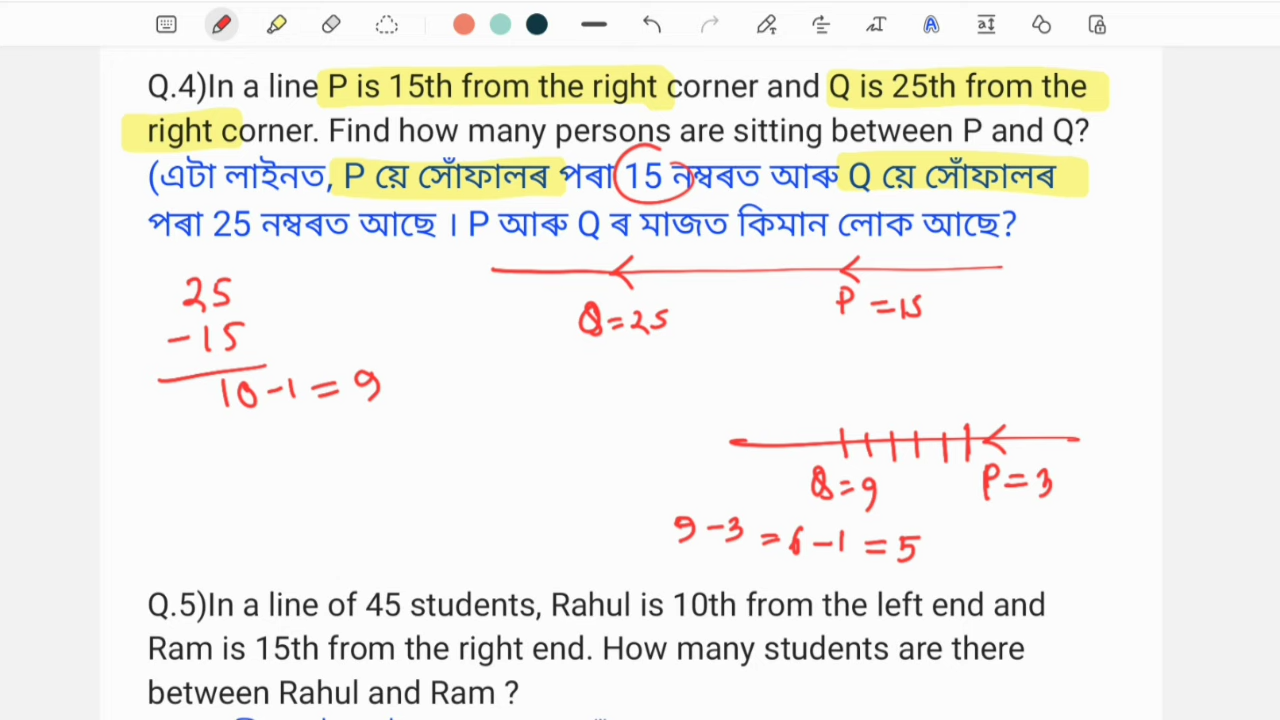 Q.4)In a line P is 15th from the right corner and Q is 25th from the
right corner. Find how many persons are sitting between P and Q?
(এটা লাইনত, P য়ে সোঁফালৰ পৰা 15 নম্বৰত আৰু Q য়ে সোঁফালৰ
পৰা 25 নম্বৰত আছে । P আৰু Q ৰ মাজত কিমান লোক আছে?
25
-15
10-1=9
Q=25
P=15
Q=9
P=3
9-3=6-1=5
Q.5)In a line of 45 students, Rahul is 10th from the left end and
Ram is 15th from the right end. How many students are there
between Rahul and Ram ?